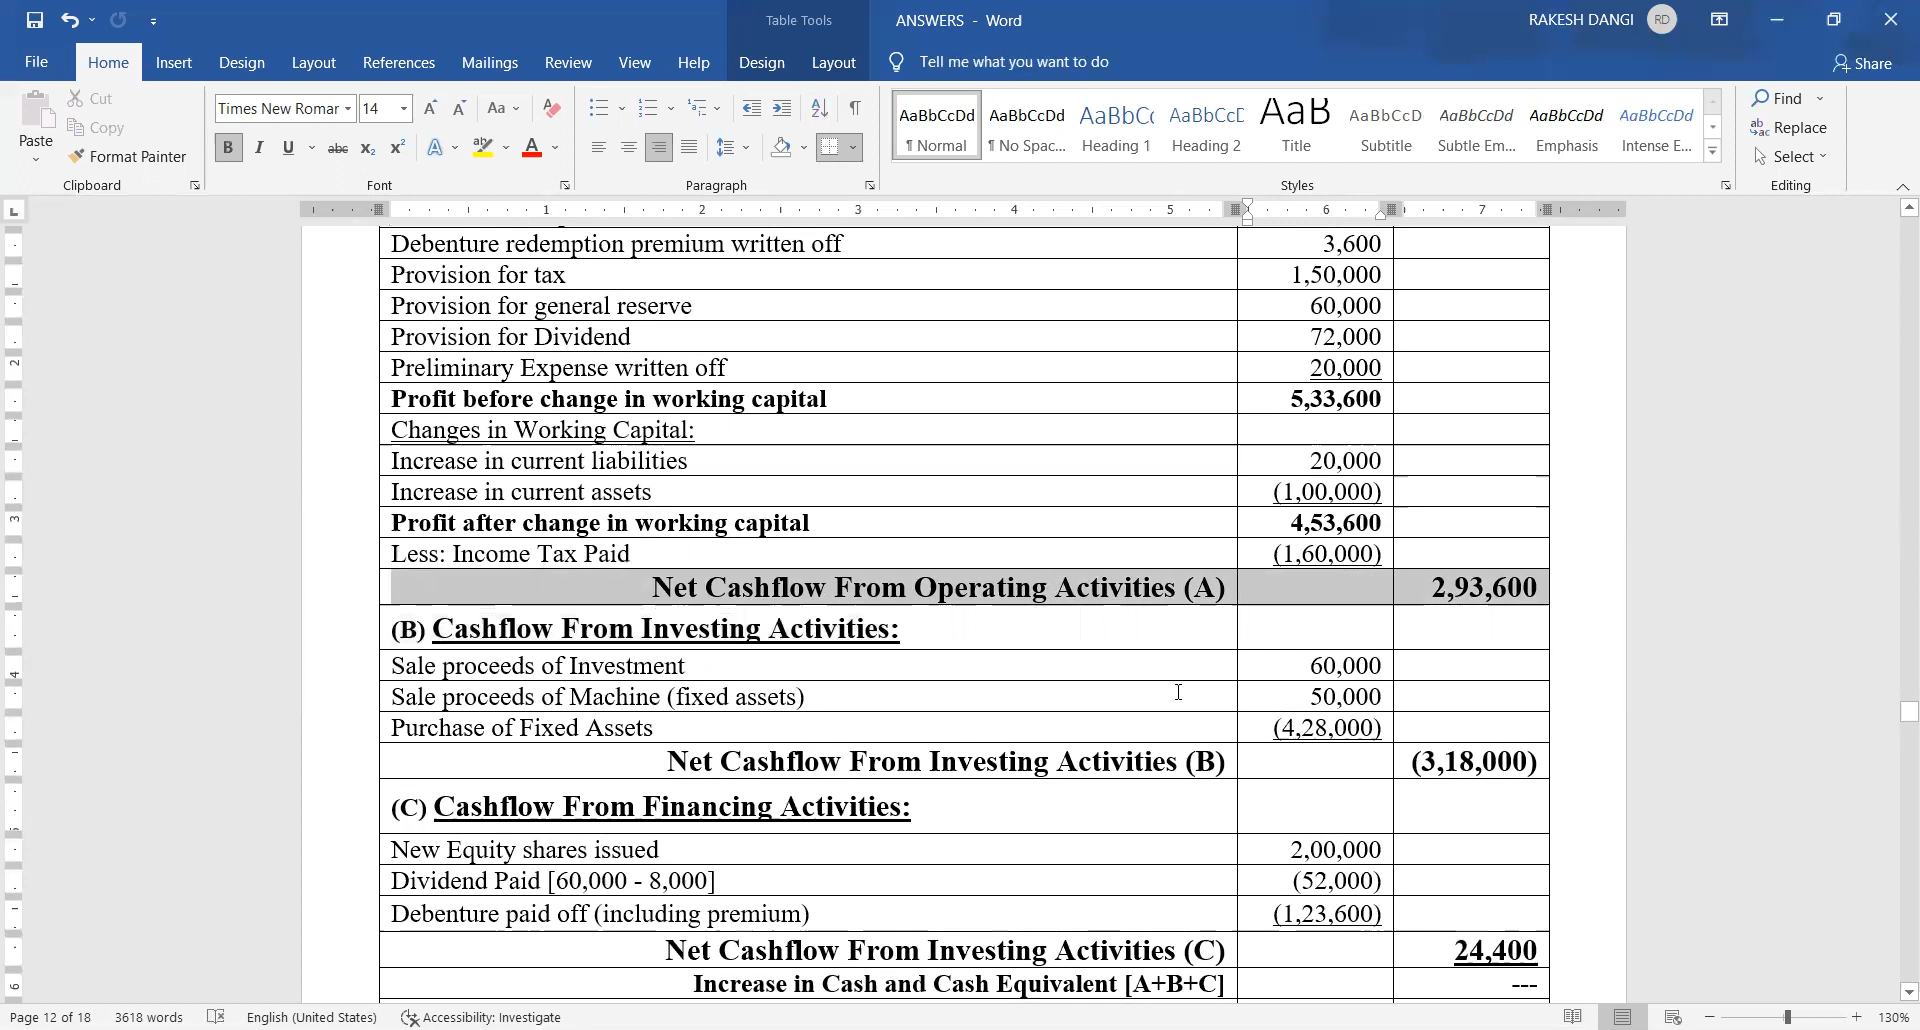 Table Tools
ANSWERS - Word
RAKESH DANGI
RD
File
Home
Insert
Design
Layout
References
Mailings
Review
View
Help
Design
Layout
Tell me what you want to do
Share
Paste
Cut
Copy
Format Painter
Clipboard
Times New Romar
14
Font
Paragraph
AaBbCcDd
¶ Normal
AaBbCcDd
¶ No Spac...
AaBbCc
Heading 1
AaBbCcD
Heading 2
AaB
Title
AaBbCcD
Subtitle
AaBbCcDd
Subtle Em...
AaBbCcDd
Emphasis
AaBbCcDd
Intense E...
Styles
Find
Replace
Select
Editing
1 2 3 4 5 6 7
Debenture redemption premium written off 3,600
Provision for tax 1,50,000
Provision for general reserve 60,000
Provision for Dividend 72,000
Preliminary Expense written off 20,000
Profit before change in working capital 5,33,600
Changes in Working Capital:
Increase in current liabilities 20,000
Increase in current assets (1,00,000)
Profit after change in working capital 4,53,600
Less: Income Tax Paid (1,60,000)
Net Cashflow From Operating Activities (A) 2,93,600
(B) Cashflow From Investing Activities:
Sale proceeds of Investment 60,000
Sale proceeds of Machine (fixed assets) 50,000
Purchase of Fixed Assets (4,28,000)
Net Cashflow From Investing Activities (B) (3,18,000)
(C) Cashflow From Financing Activities:
New Equity shares issued 2,00,000
Dividend Paid [60,000 - 8,000] (52,000)
Debenture paid off (including premium) (1,23,600)
Net Cashflow From Investing Activities (C) 24,400
Increase in Cash and Cash Equivalent [A+B+C] ---
Page 12 of 18
3618 words
English (United States)
Accessibility: Investigate
130%